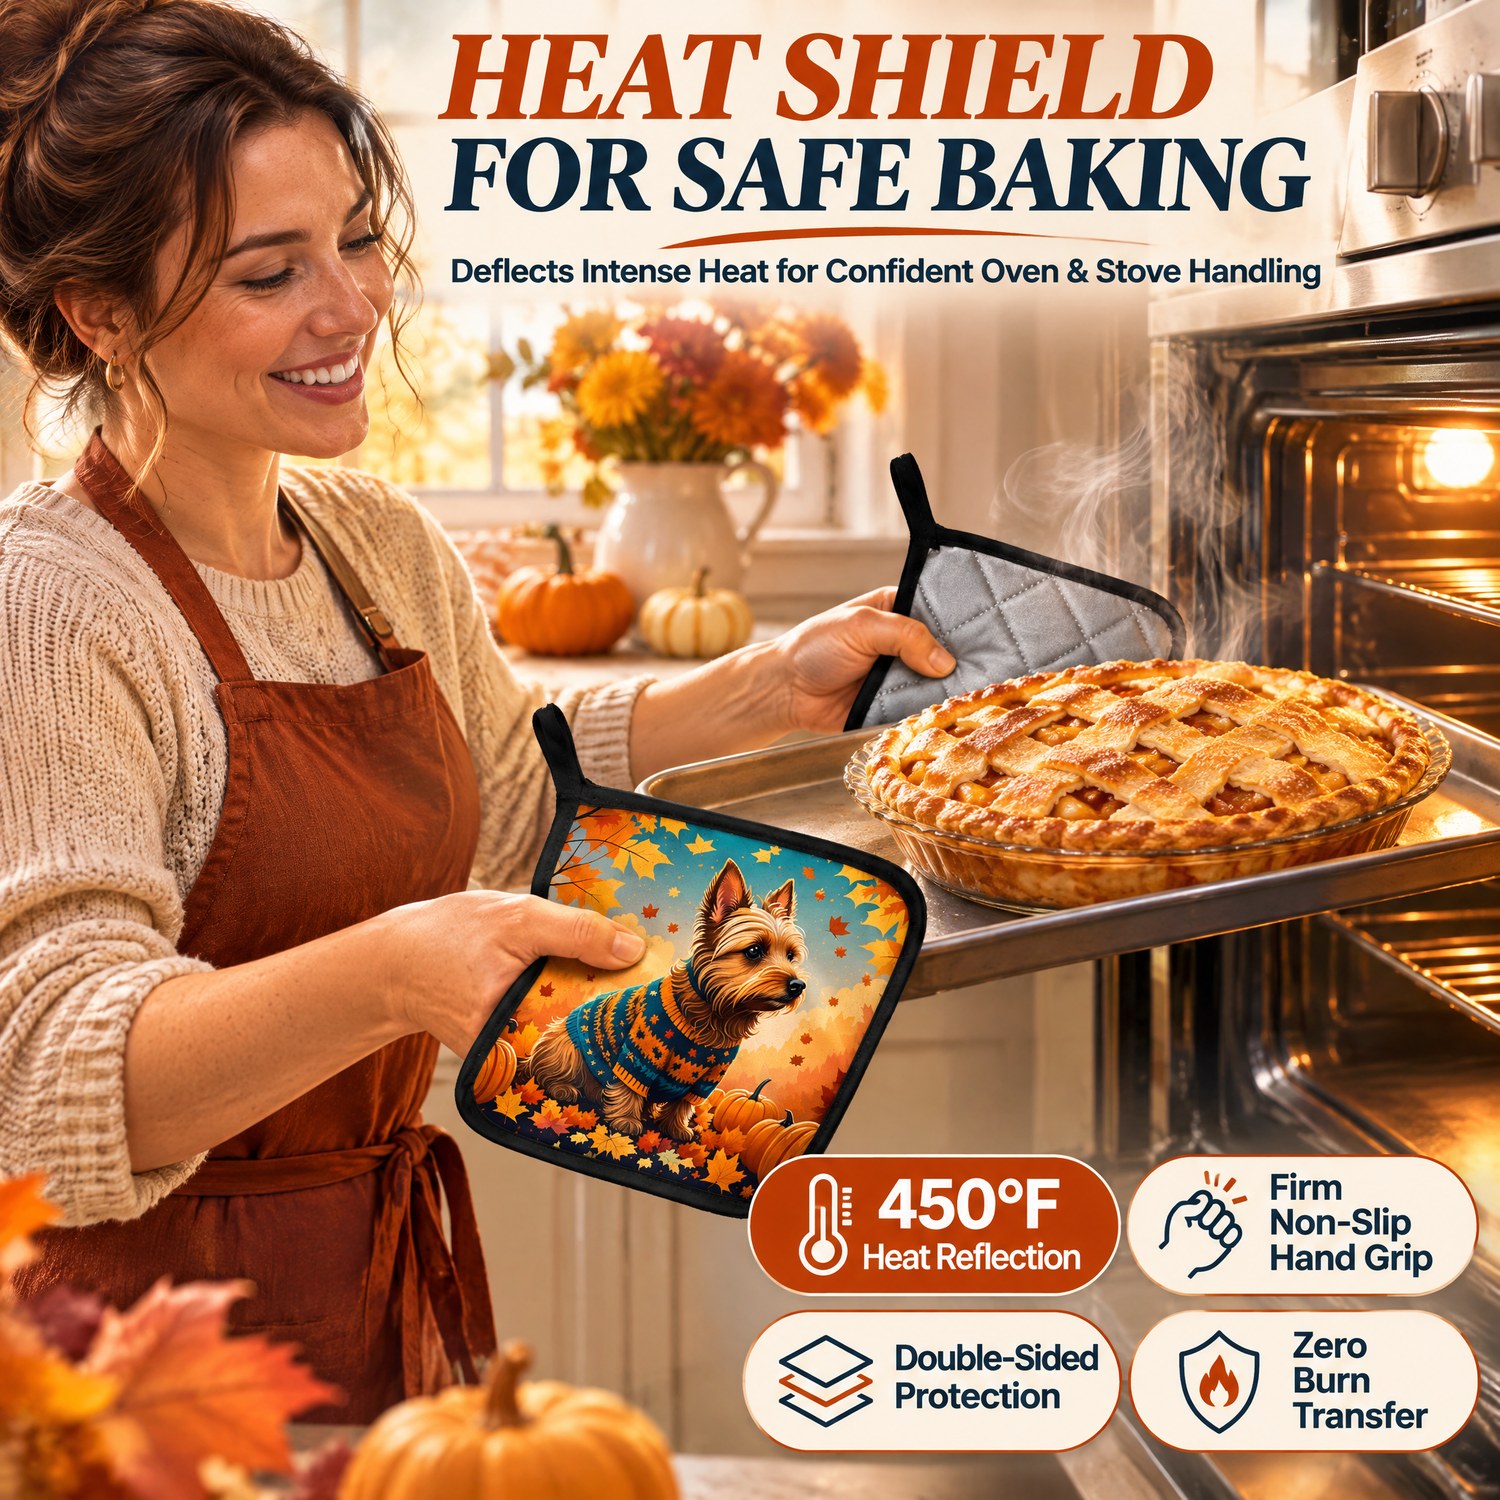 HEAT SHIELD
FOR SAFE BAKING
Deflects Intense Heat for Confident Oven & Stove Handling
450°F
Heat Reflection
Firm
Non-Slip
Hand Grip
Double-Sided
Protection
Zero
Burn
Transfer